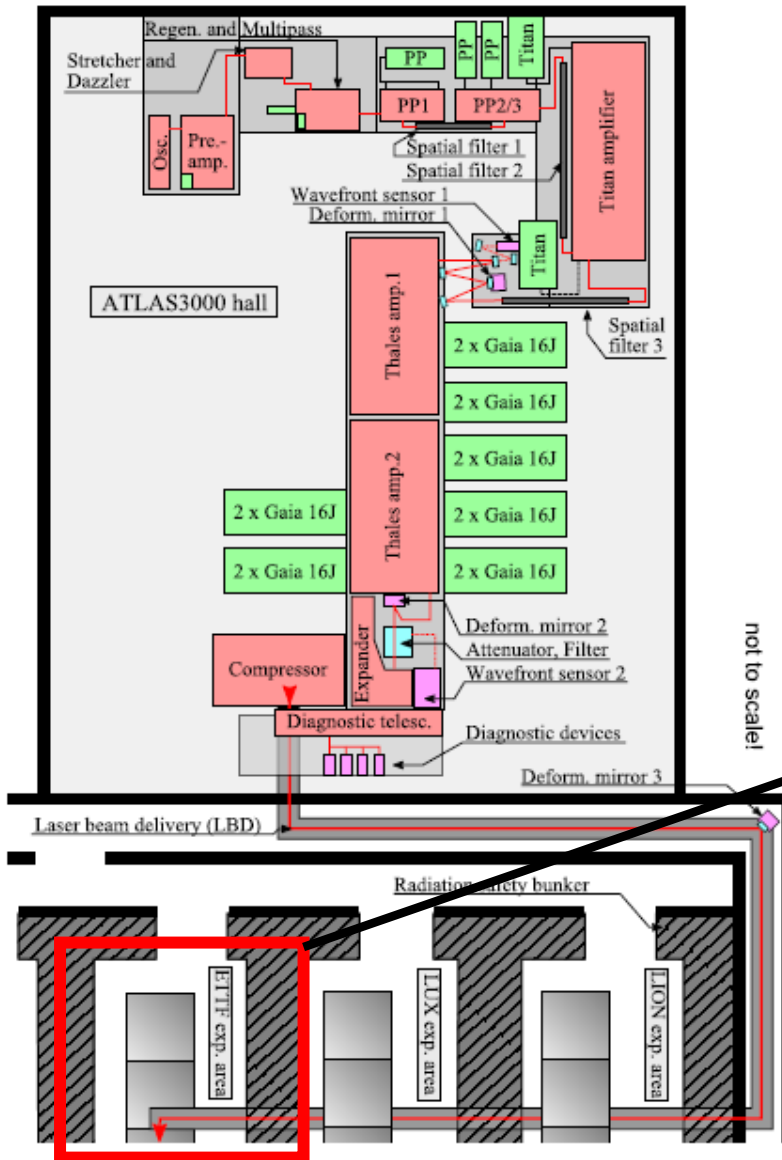 Regen. and Multipass
Stretcher and
Dazzler
PP
PP
PP
Titan
PP1
PP2/3
Osc.
Pre.-
amp.
Spatial filter 1
Spatial filter 2
Titan amplifier
Wavefront sensor 1
Deform. mirror 1
Titan
ATLAS3000 hall
Thales amp.1
Spatial
filter 3
2 x Gaia 16J
2 x Gaia 16J
2 x Gaia 16J
Thales amp.2
2 x Gaia 16J
2 x Gaia 16J
2 x Gaia 16J
2 x Gaia 16J
Deform. mirror 2
Attenuator, Filter
Expander
Compressor
Wavefront sensor 2
not to scale!
Diagnostic telesc.
Diagnostic devices
Deform. mirror 3
Laser beam delivery (LBD)
Radiation safety bunker
ETTF exp. area
LUX exp. area
LION exp. area